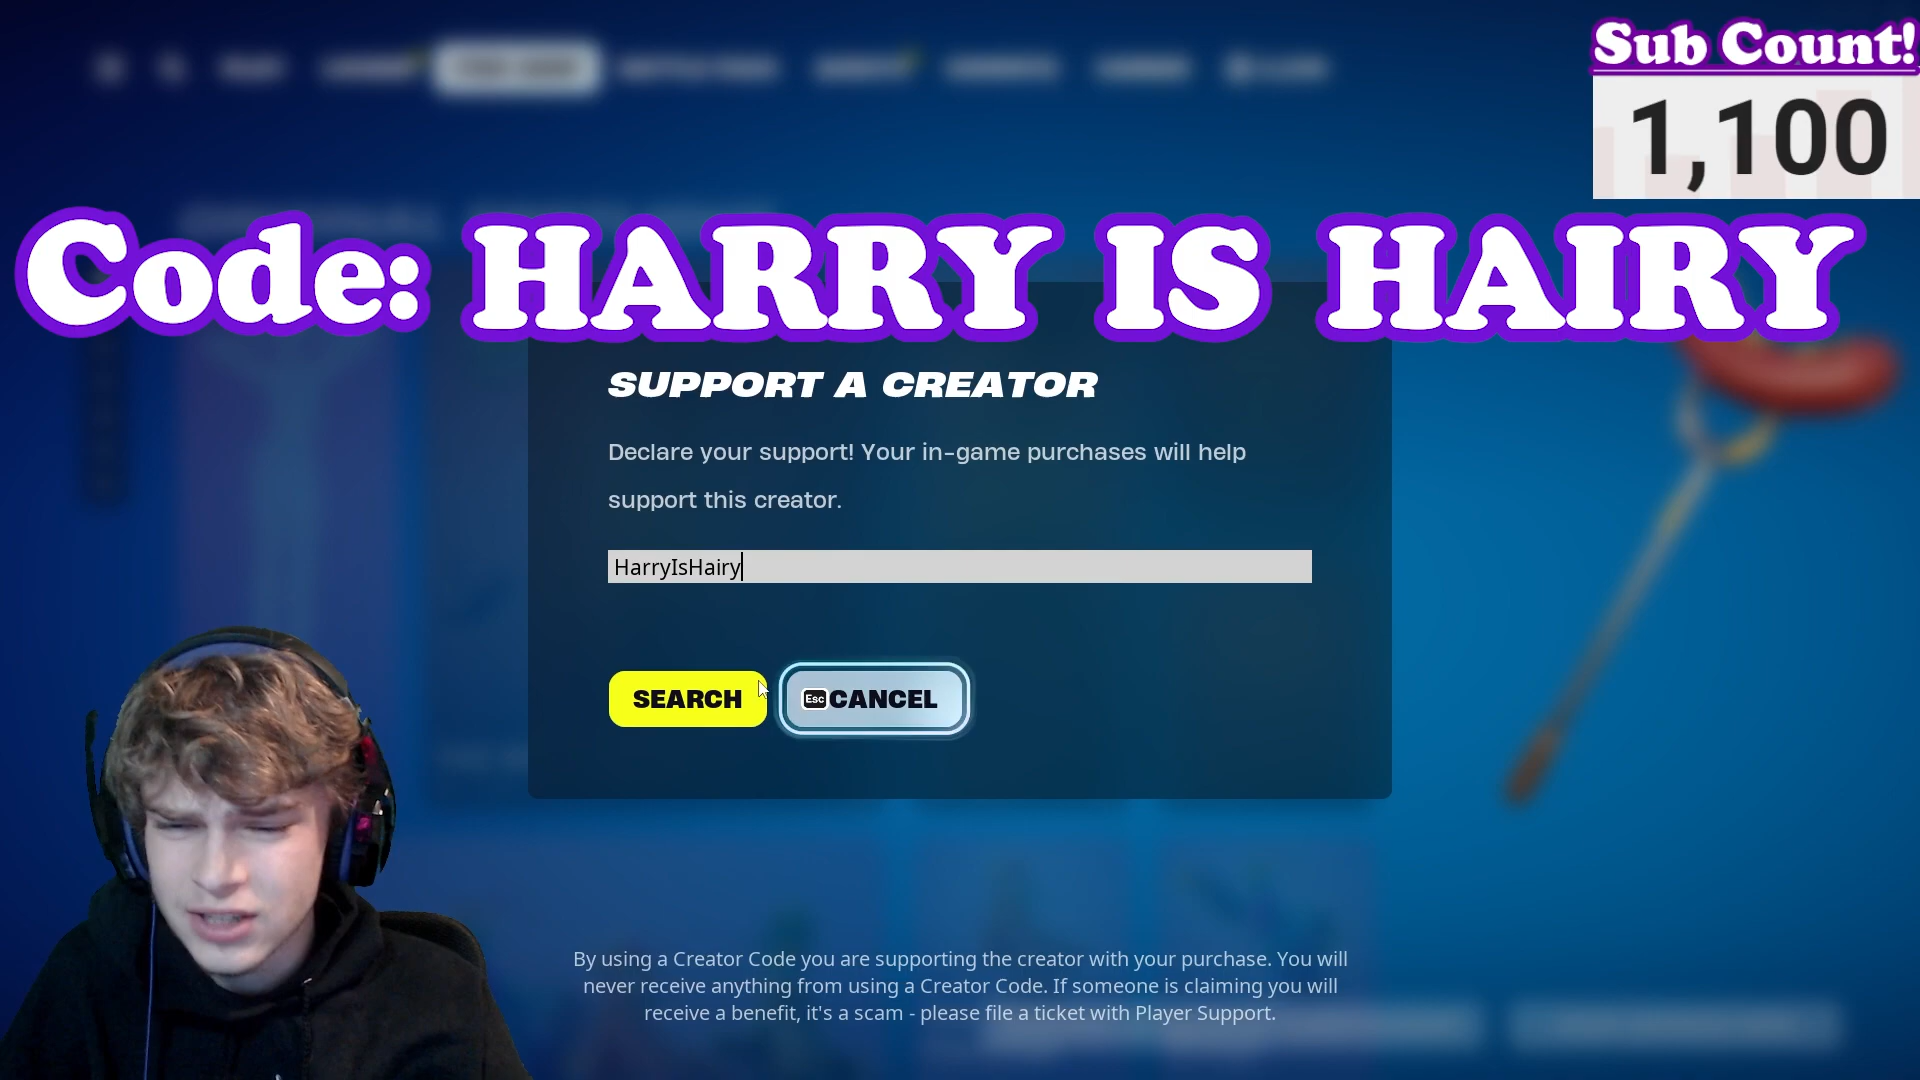 Sub Count!
1,100
Code: HARRY IS HAIRY
SUPPORT A CREATOR
Declare your support! Your in-game purchases will help
support this creator.
HarryIsHairy
SEARCH
Esc CANCEL
By using a Creator Code you are supporting the creator with your purchase. You will
never receive anything from using a Creator Code. If someone is claiming you will
receive a benefit, it's a scam - please file a ticket with Player Support.